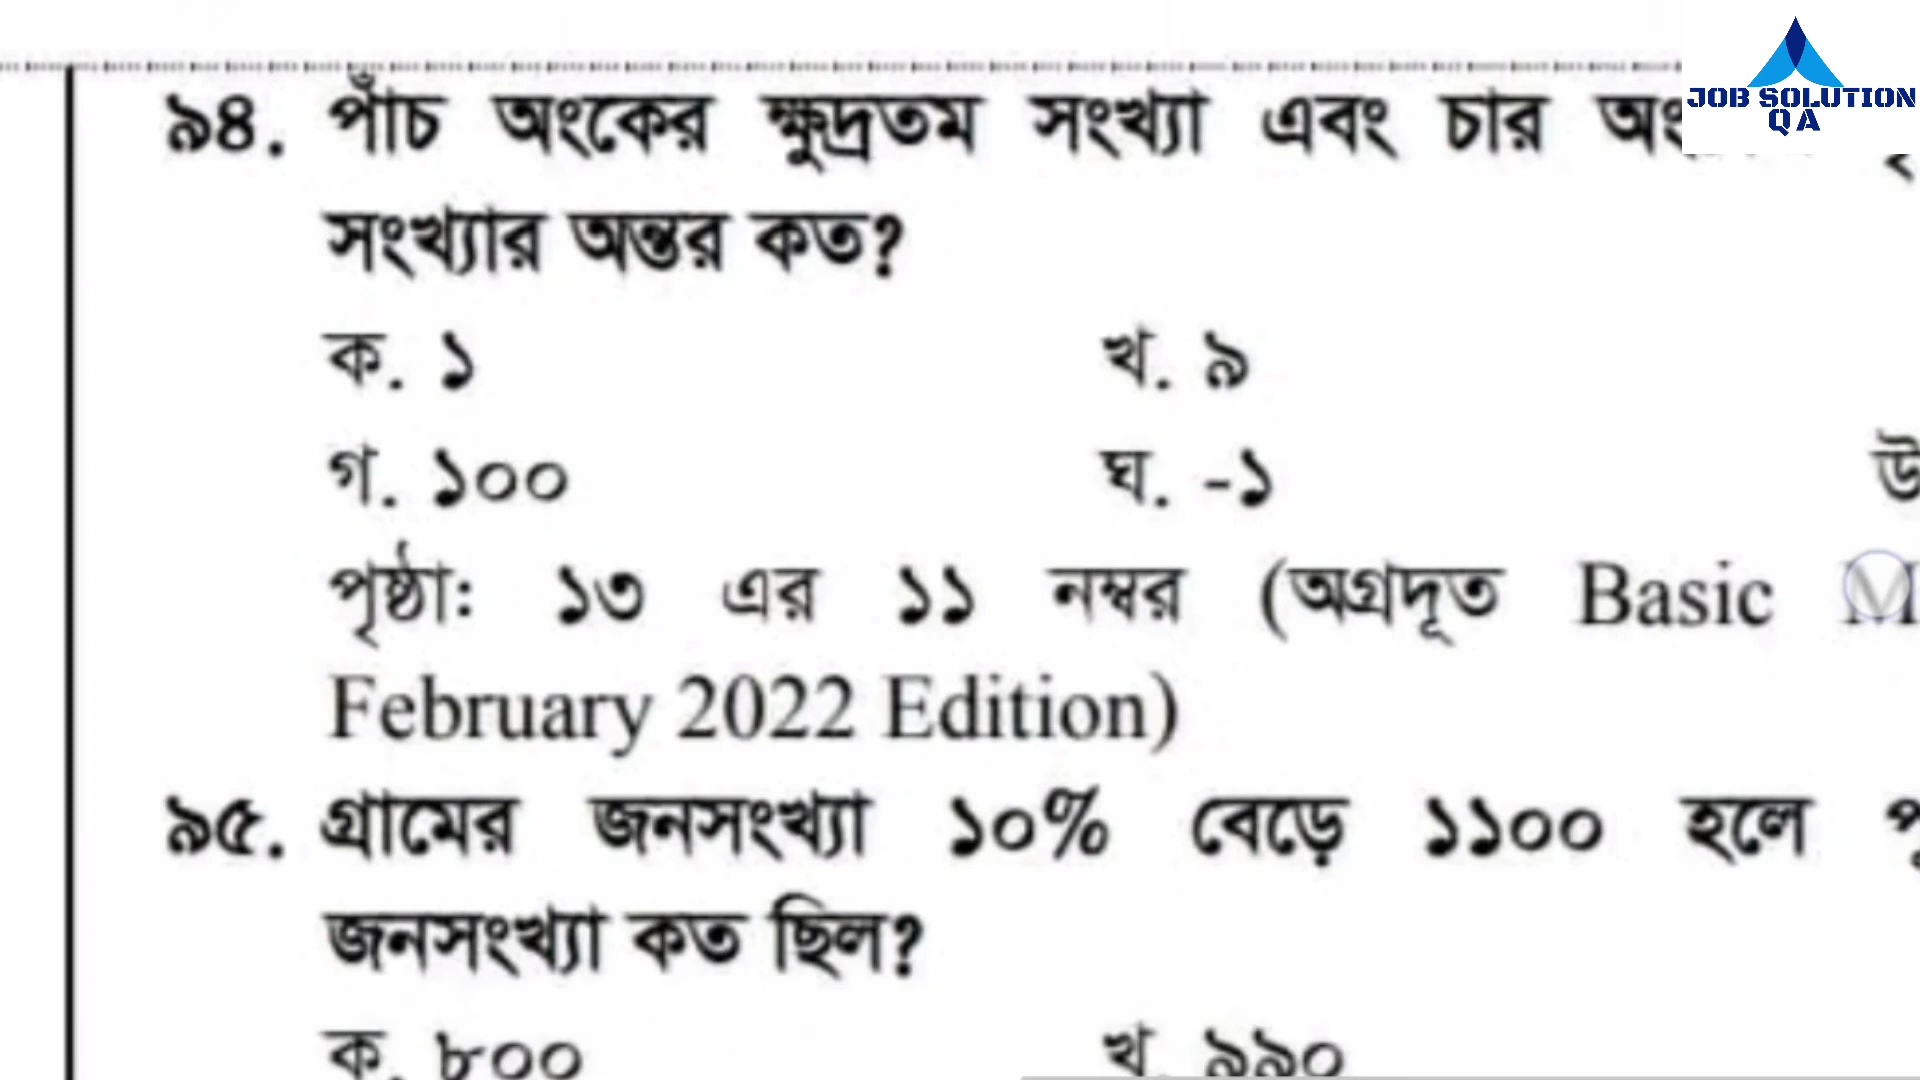 JOB SOLUTION
QA
৯৪. পাঁচ অংকের ক্ষুদ্রতম সংখ্যা এবং চার
সংখ্যার অন্তর কত?
ক. ১ খ. ৯
গ. ১০০ ঘ. -১
পৃষ্ঠাঃ ১৩ এর ১১ নম্বর (অগ্রদূত Basic
February 2022 Edition)
৯৫. গ্রামের জনসংখ্যা ১০% বেড়ে ১১০০ হলে
জনসংখ্যা কত ছিল?
ক. ৮০০ খ. ৯৯০